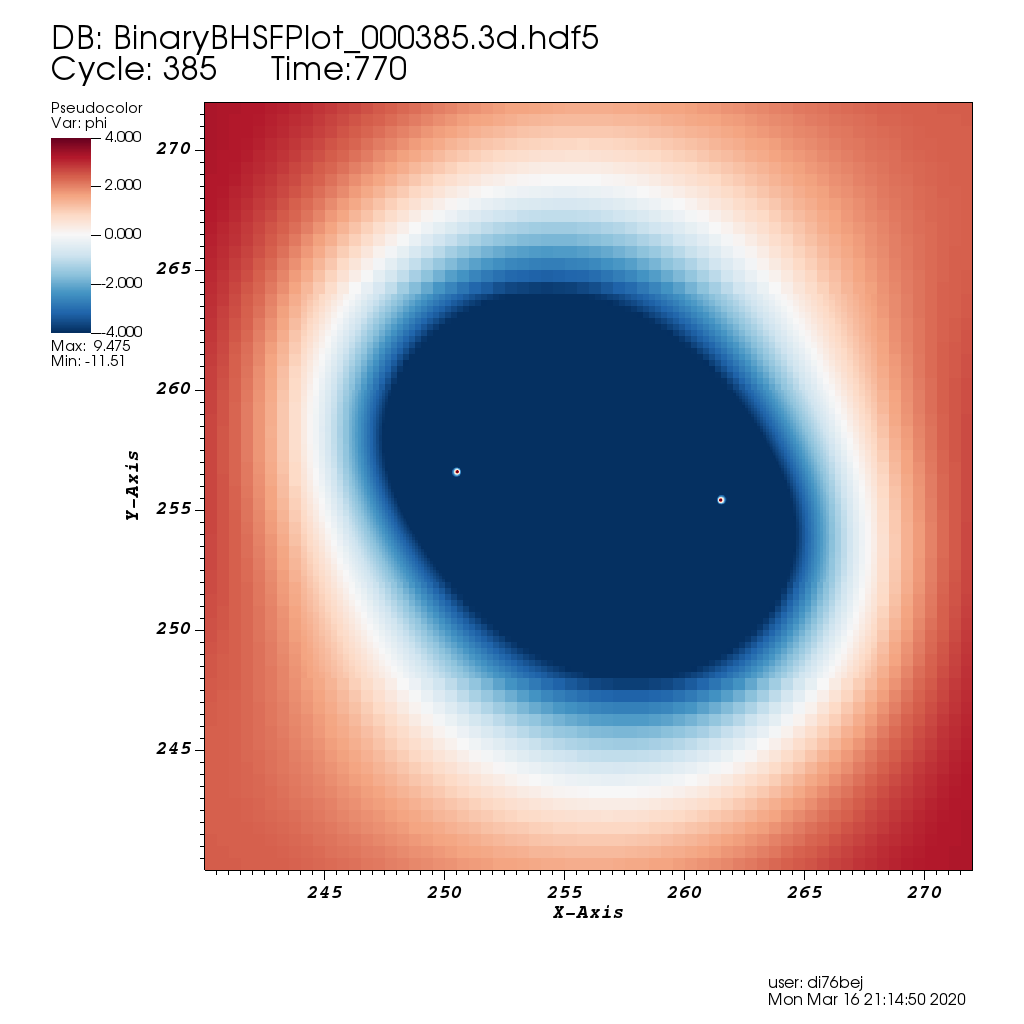 DB: BinaryBHSFPlot_000385.3d.hdf5
Cycle: 385 Time:770
Pseudocolor
Var: phi
4.000
2.000
0.000
-2.000
-4.000
Max: 9.475
Min: -11.51
270
265
260
255
250
245
Y-Axis
245 250 255 260 265 270
X-Axis
user: di76bej
Mon Mar 16 21:14:50 2020